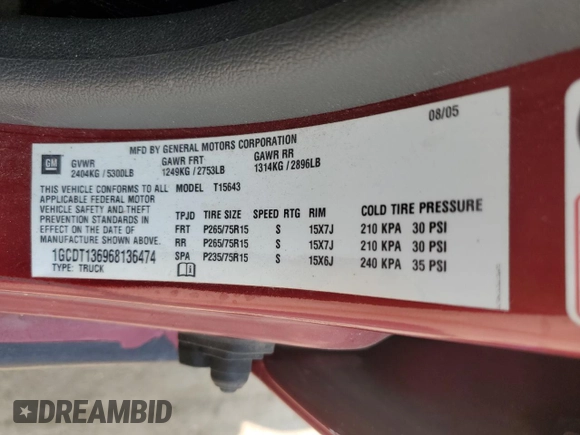 08/05
MFD BY GENERAL MOTORS CORPORATION
GM
GVWR GAWR FRT GAWR RR
2404KG / 5300LB 1249KG / 2753LB 1314KG / 2896LB
THIS VEHICLE CONFORMS TO ALL MODEL T15643
APPLICABLE FEDERAL MOTOR
VEHICLE SAFETY AND THEFT
PREVENTION STANDARDS IN
EFFECT ON THE DATE OF
MANUFACTURE SHOWN ABOVE.
1GCDT136968136474
TYPE: TRUCK
TPJD TIRE SIZE SPEED RTG RIM COLD TIRE PRESSURE
FRT P265/75R15 S 15X7J 210 KPA 30 PSI
RR P265/75R15 S 15X7J 210 KPA 30 PSI
SPA P235/75R15 S 15X6J 240 KPA 35 PSI
DREAMBID